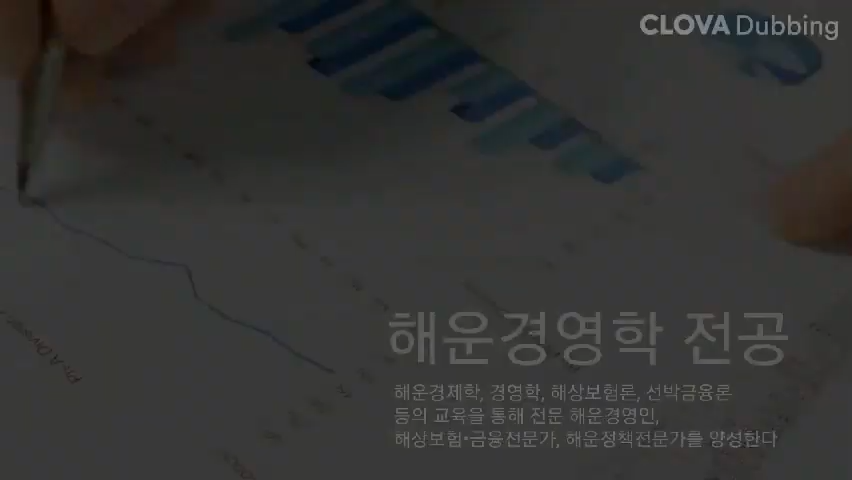 CLOVA Dubbing
해운경영학 전공
해운경제학, 경영학, 해상보험론, 선박금융론
등의 교육을 통해 전문 해운경영인,
해상보험•금융전문가, 해운정책전문가를 양성한다